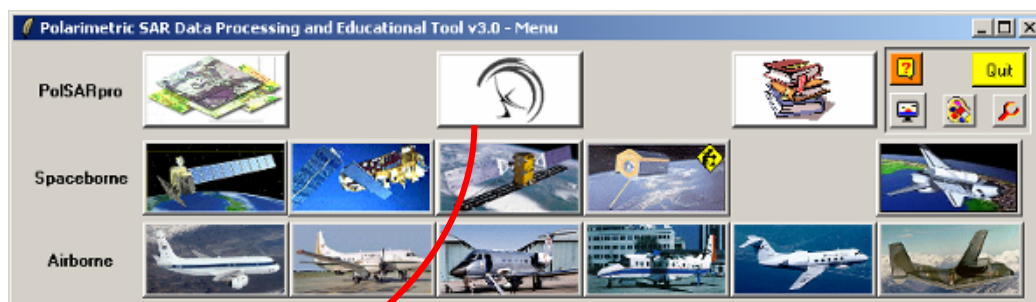 Polarimetric SAR Data Processing and Educational Tool v3.0 - Menu
PolSARpro
?
Quit
Spaceborne
Airborne